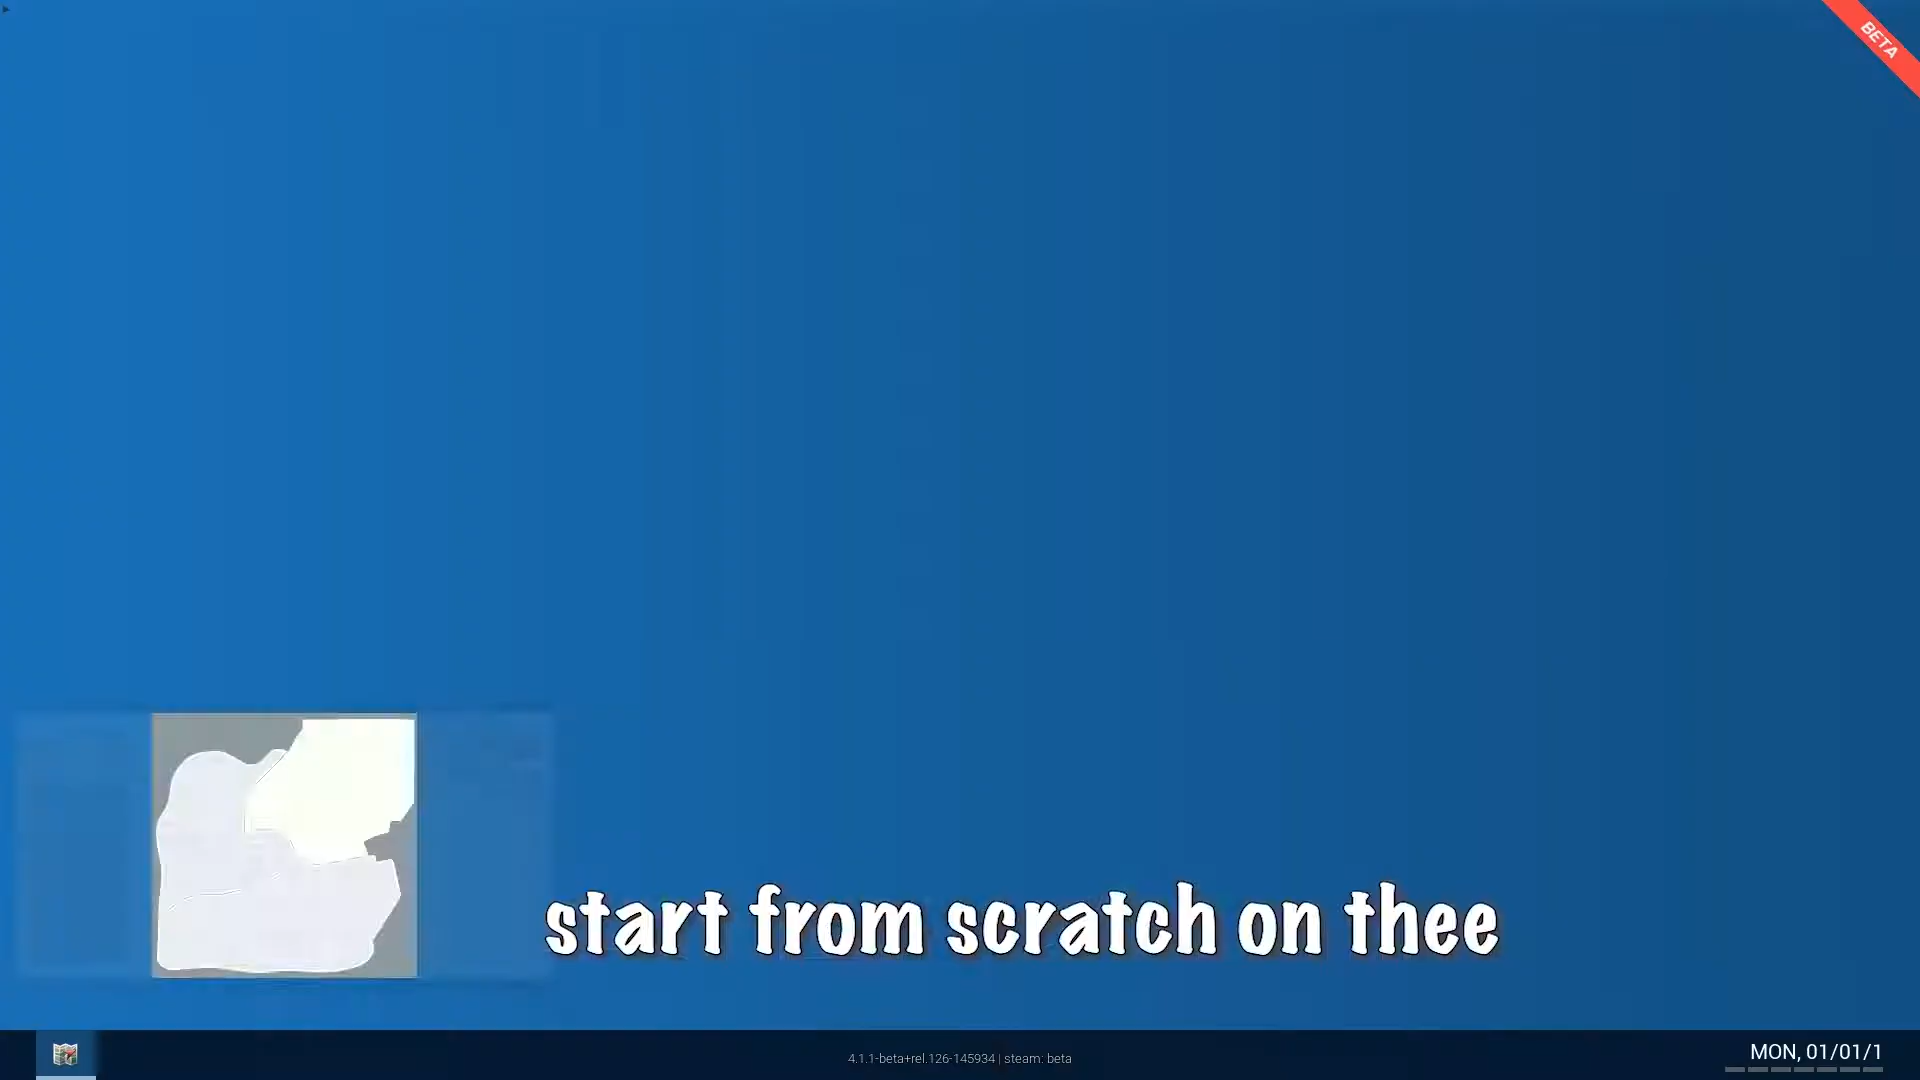 BETA
start from scratch on thee
4.1.1-beta+rel.126-145934 | steam: beta
MON, 01/01/1